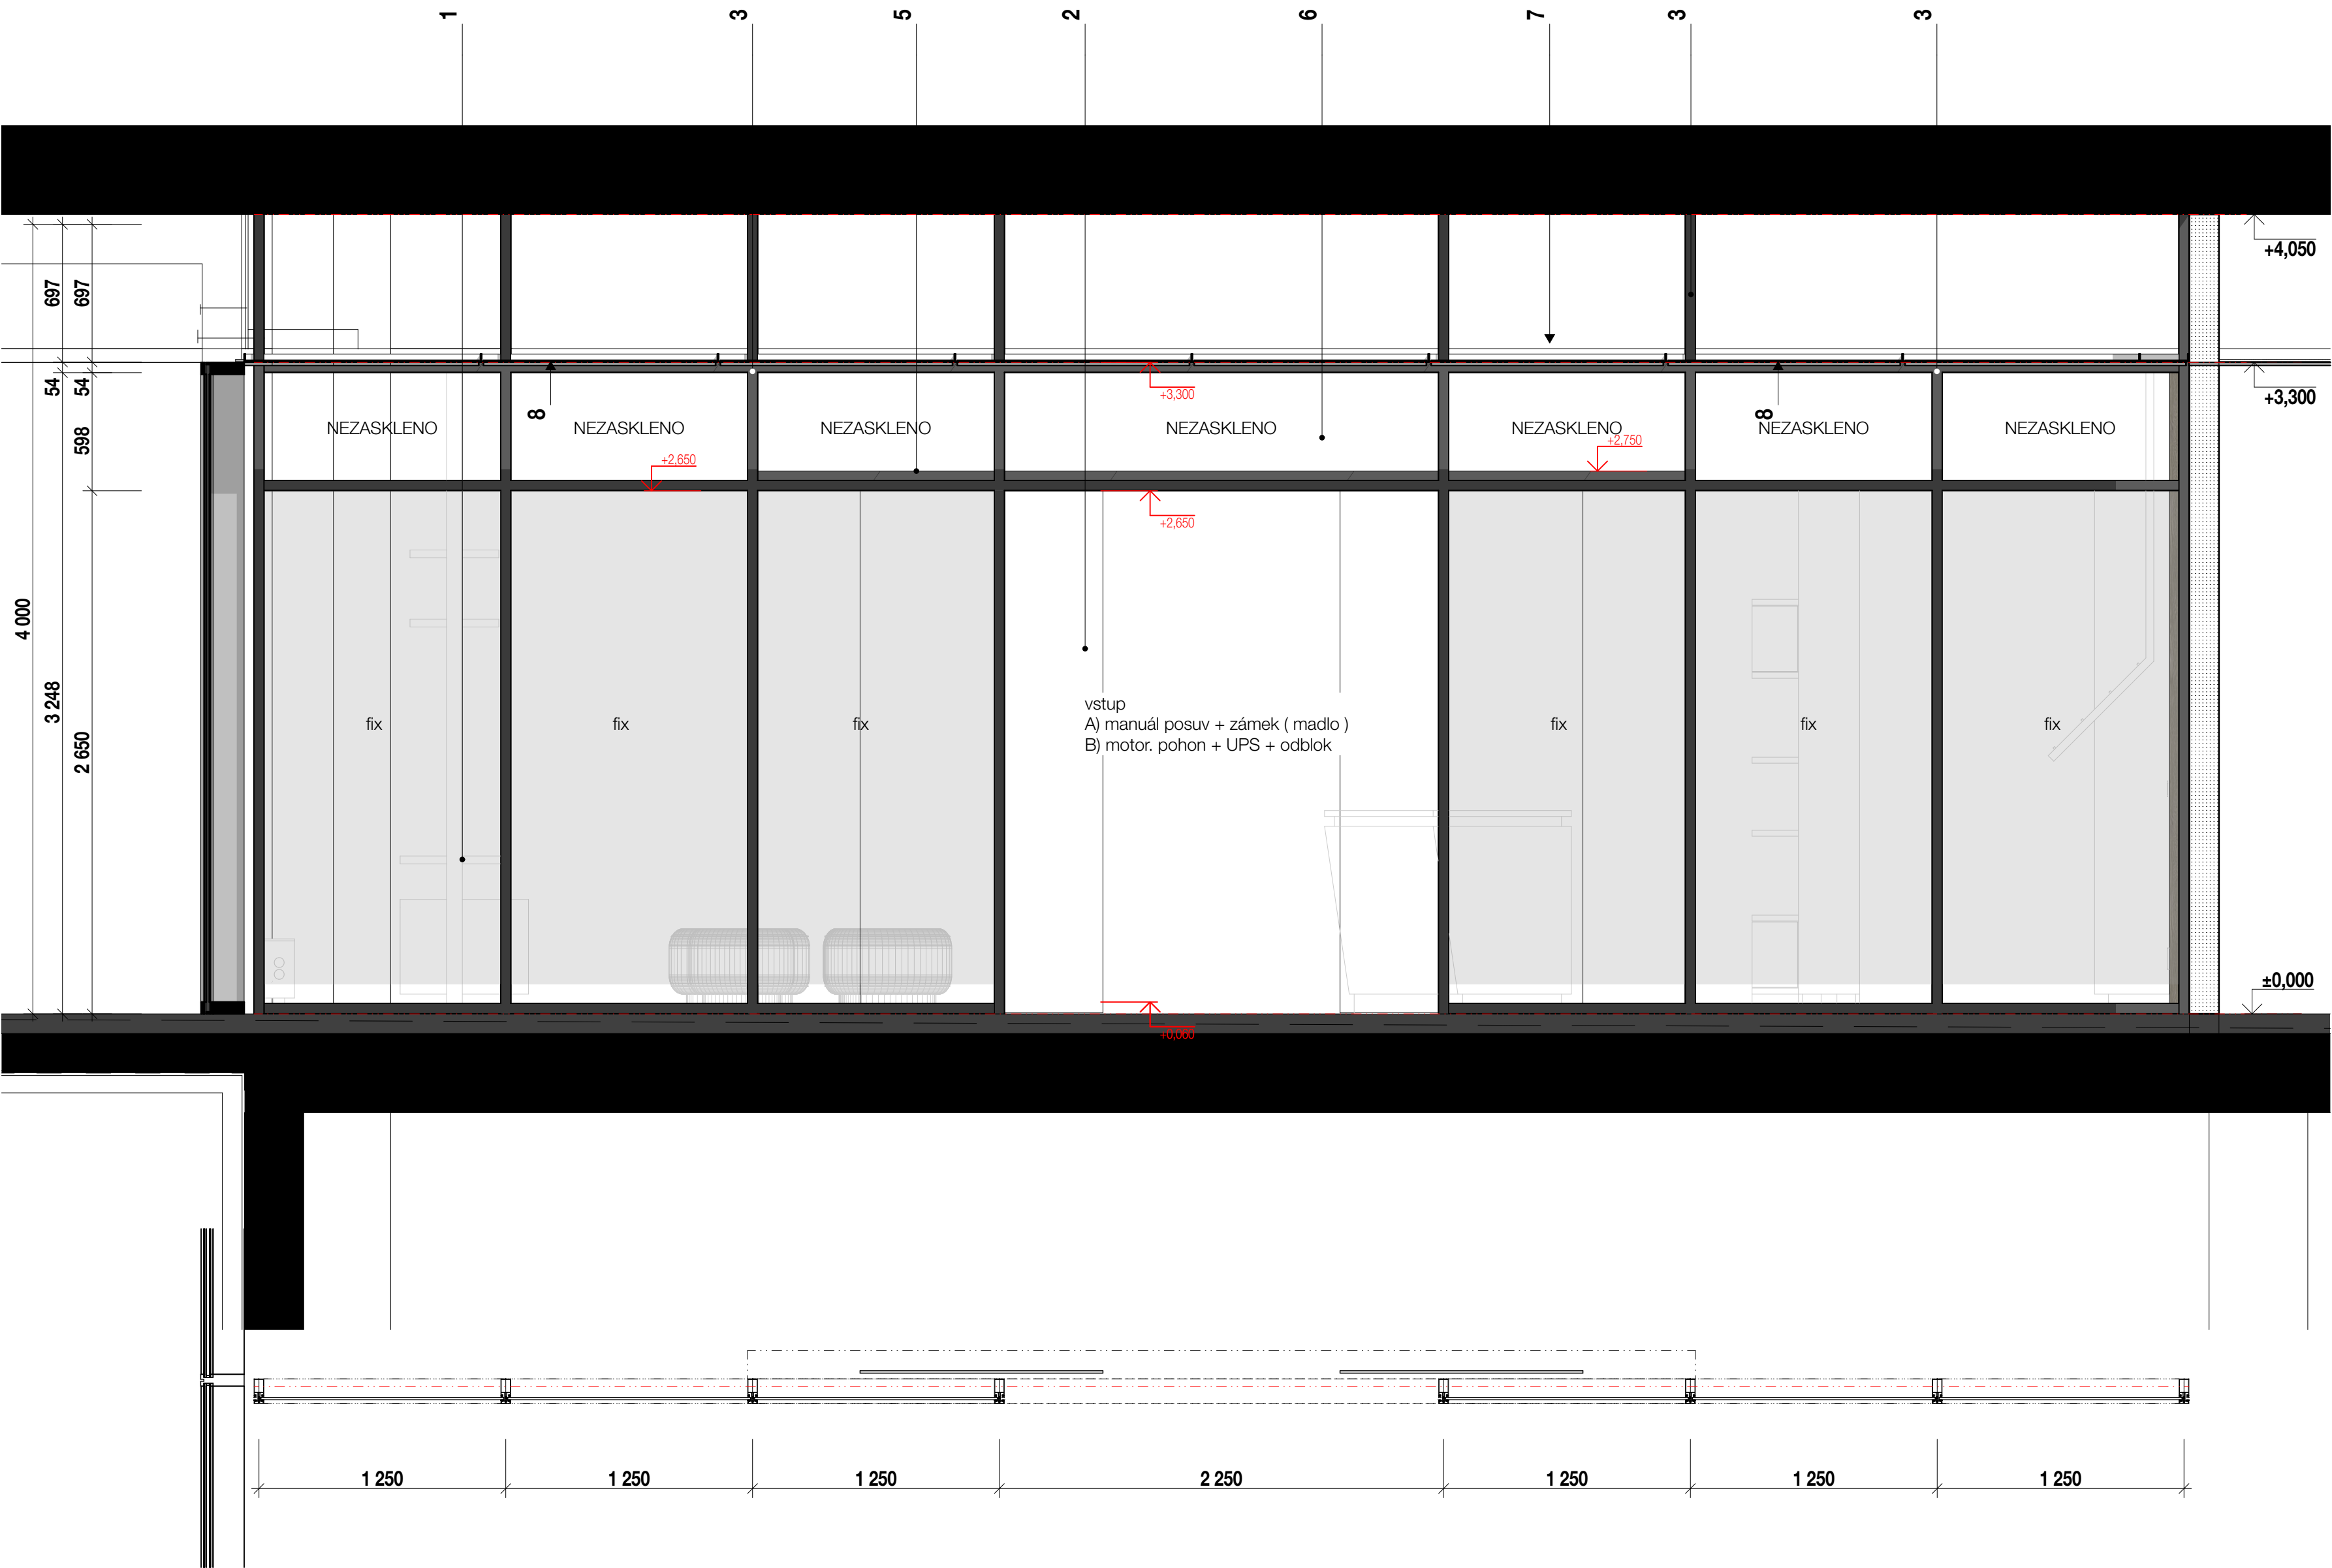 1
3
5
2
6
7
3
3
+4,050
697
697
54
54
598
8
8
+3,300
+3,300
NEZASKLENO
NEZASKLENO
NEZASKLENO
NEZASKLENO
NEZASKLENO
NEZASKLENO
NEZASKLENO
+2,650
+2,750
+2,650
4 000
3 248
2 650
vstup
A) manuál posuv + zámek ( madlo )
B) motor. pohon + UPS + odblok
fix
fix
fix
fix
fix
fix
±0,000
+0,060
1 250
1 250
1 250
2 250
1 250
1 250
1 250